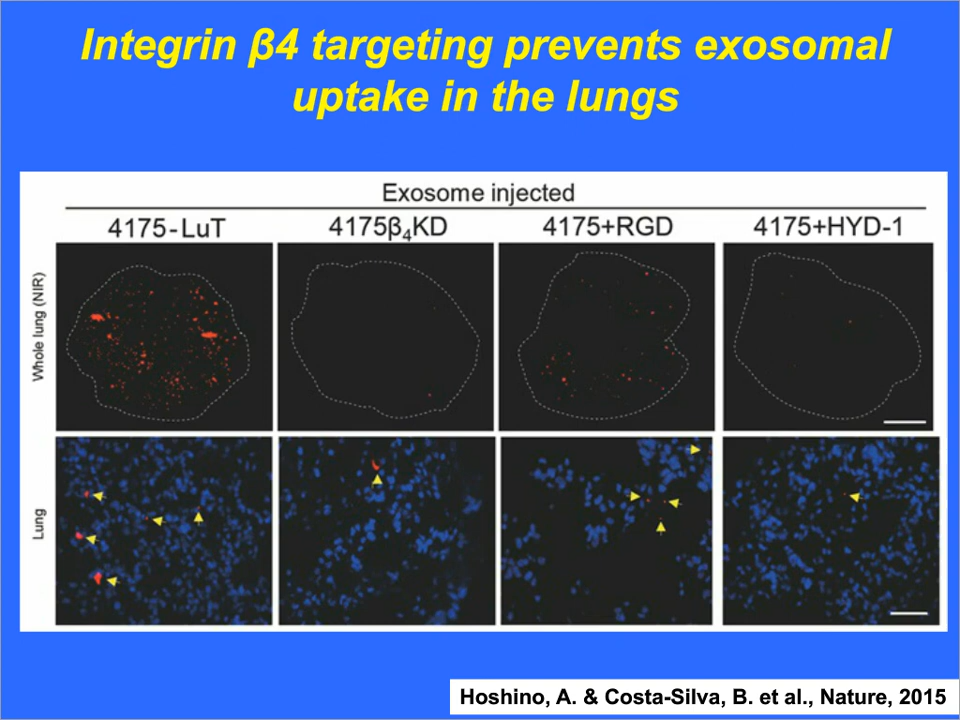 Integrin β4 targeting prevents exosomal
uptake in the lungs
Exosome injected
4175-LuT 4175β₄KD 4175+RGD 4175+HYD-1
Whole lung (NIR)
Lung
Hoshino, A. & Costa-Silva, B. et al., Nature, 2015